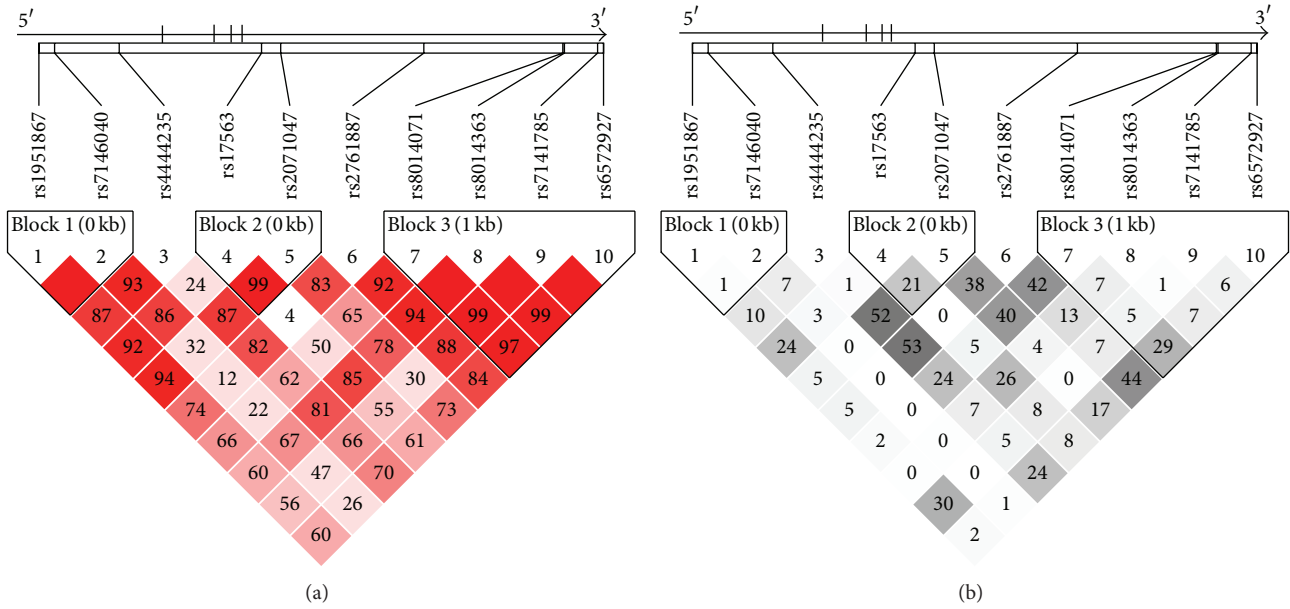 5′ 3′
rs1951867
rs7146040
rs4444235
rs17563
rs2071047
rs2761887
rs8014071
rs8014363
rs7141785
rs6572927
Block 1 (0 kb) Block 2 (0 kb) Block 3 (1 kb)
1 2 3 4 5 6 7 8 9 10
93 24 99 83 92
87 86 87 4 65 94 99 99
92 32 82 50 78 88 97
94 12 62 85 30 84
74 22 81 55 73
66 67 66 61
60 47 70
56 26
60
(a)
5′ 3′
rs1951867
rs7146040
rs4444235
rs17563
rs2071047
rs2761887
rs8014071
rs8014363
rs7141785
rs6572927
Block 1 (0 kb) Block 2 (0 kb) Block 3 (1 kb)
1 2 3 4 5 6 7 8 9 10
1 7 1 21 38 42 7 1 6
10 3 52 0 40 13 5 7
24 0 53 5 4 7 29
5 0 24 26 0 44
5 0 7 8 17
2 0 5 8
0 0 24
30 1
2
(b)